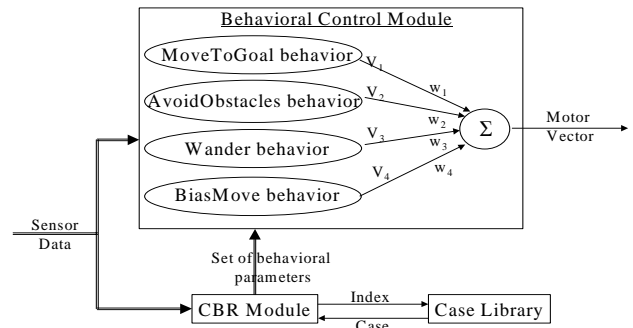 Behavioral Control Module
MoveToGoal behavior
V1
w1
AvoidObstacles behavior
V2
w2
Σ
Motor
Vector
Wander behavior
V3
w3
BiasMove behavior
V4
w4
Sensor
Data
Set of behavioral
parameters
CBR Module
Index
Case
Case Library